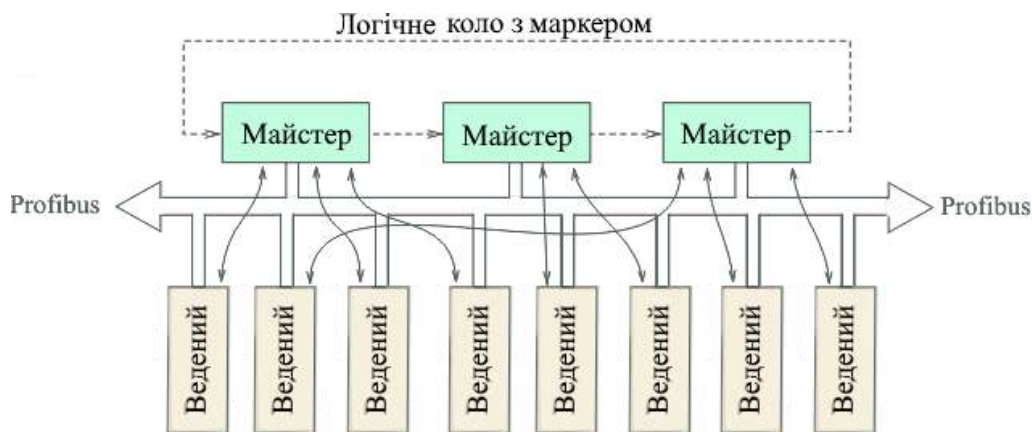 Логічне коло з маркером
Майстер
Майстер
Майстер
Profibus
Profibus
Ведений
Ведений
Ведений
Ведений
Ведений
Ведений
Ведений
Ведений